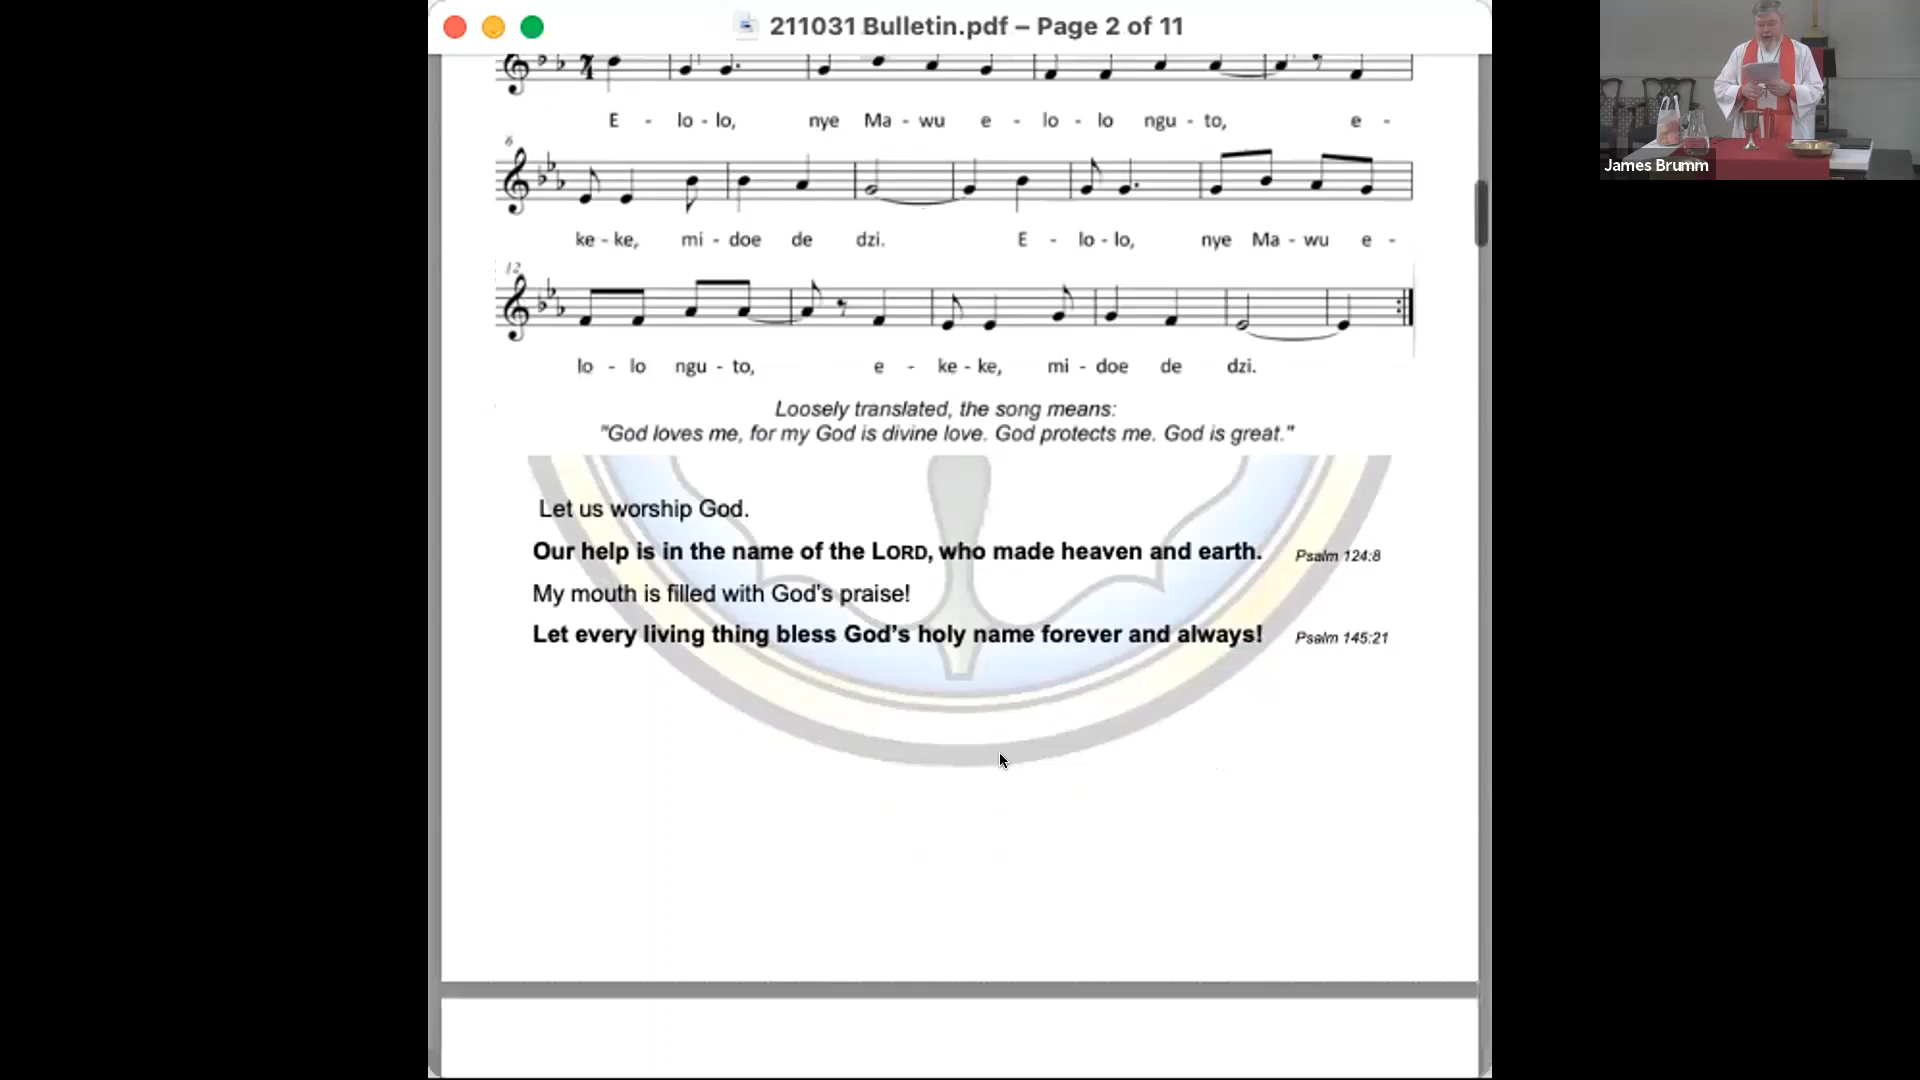 211031 Bulletin.pdf – Page 2 of 11
E - lo - lo, nye Ma - wu e - lo - lo ngu - to, e -
6
ke - ke, mi - doe de dzi. E - lo - lo, nye Ma - wu e -
12
lo - lo ngu - to, e - ke - ke, mi - doe de dzi.
Loosely translated, the song means:
"God loves me, for my God is divine love. God protects me. God is great."
Let us worship God.
Our help is in the name of the LORD, who made heaven and earth. Psalm 124:8
My mouth is filled with God's praise!
Let every living thing bless God's holy name forever and always! Psalm 145:21
James Brumm